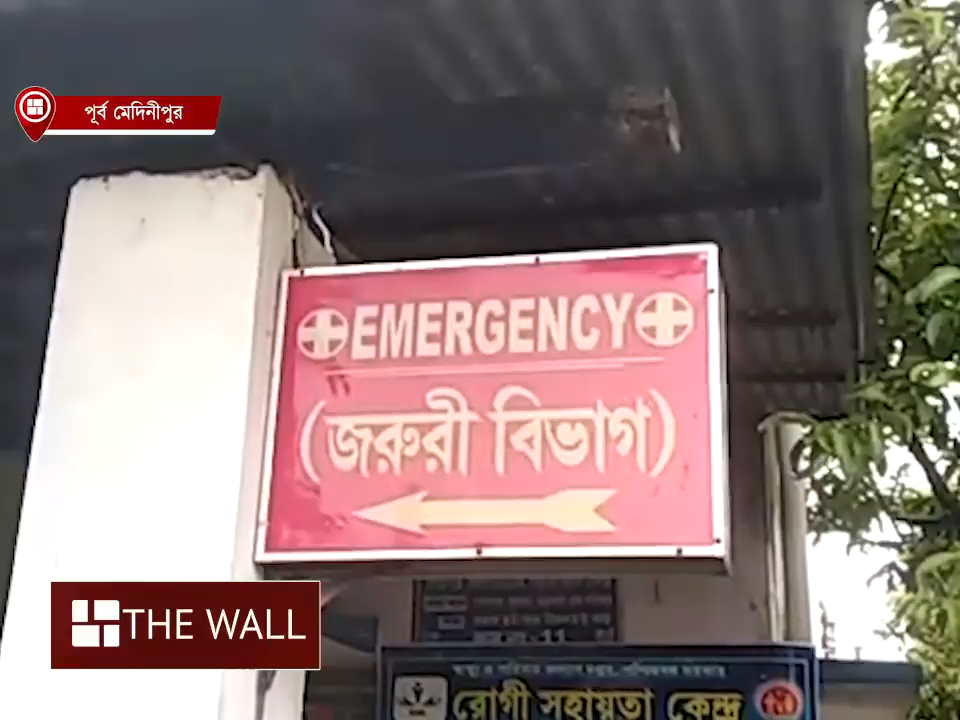 পূর্ব মেদিনীপুর
EMERGENCY
(জরুরী বিভাগ)
THE WALL
রোগী সহায়তা কেন্দ্র